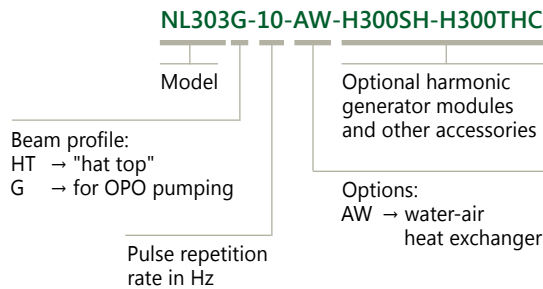 NL303G-10-AW-H300SH-H300THC
Model
Optional harmonic
generator modules
and other accessories
Beam profile:
HT → "hat top"
G → for OPO pumping
Options:
AW → water-air
heat exchanger
Pulse repetition
rate in Hz